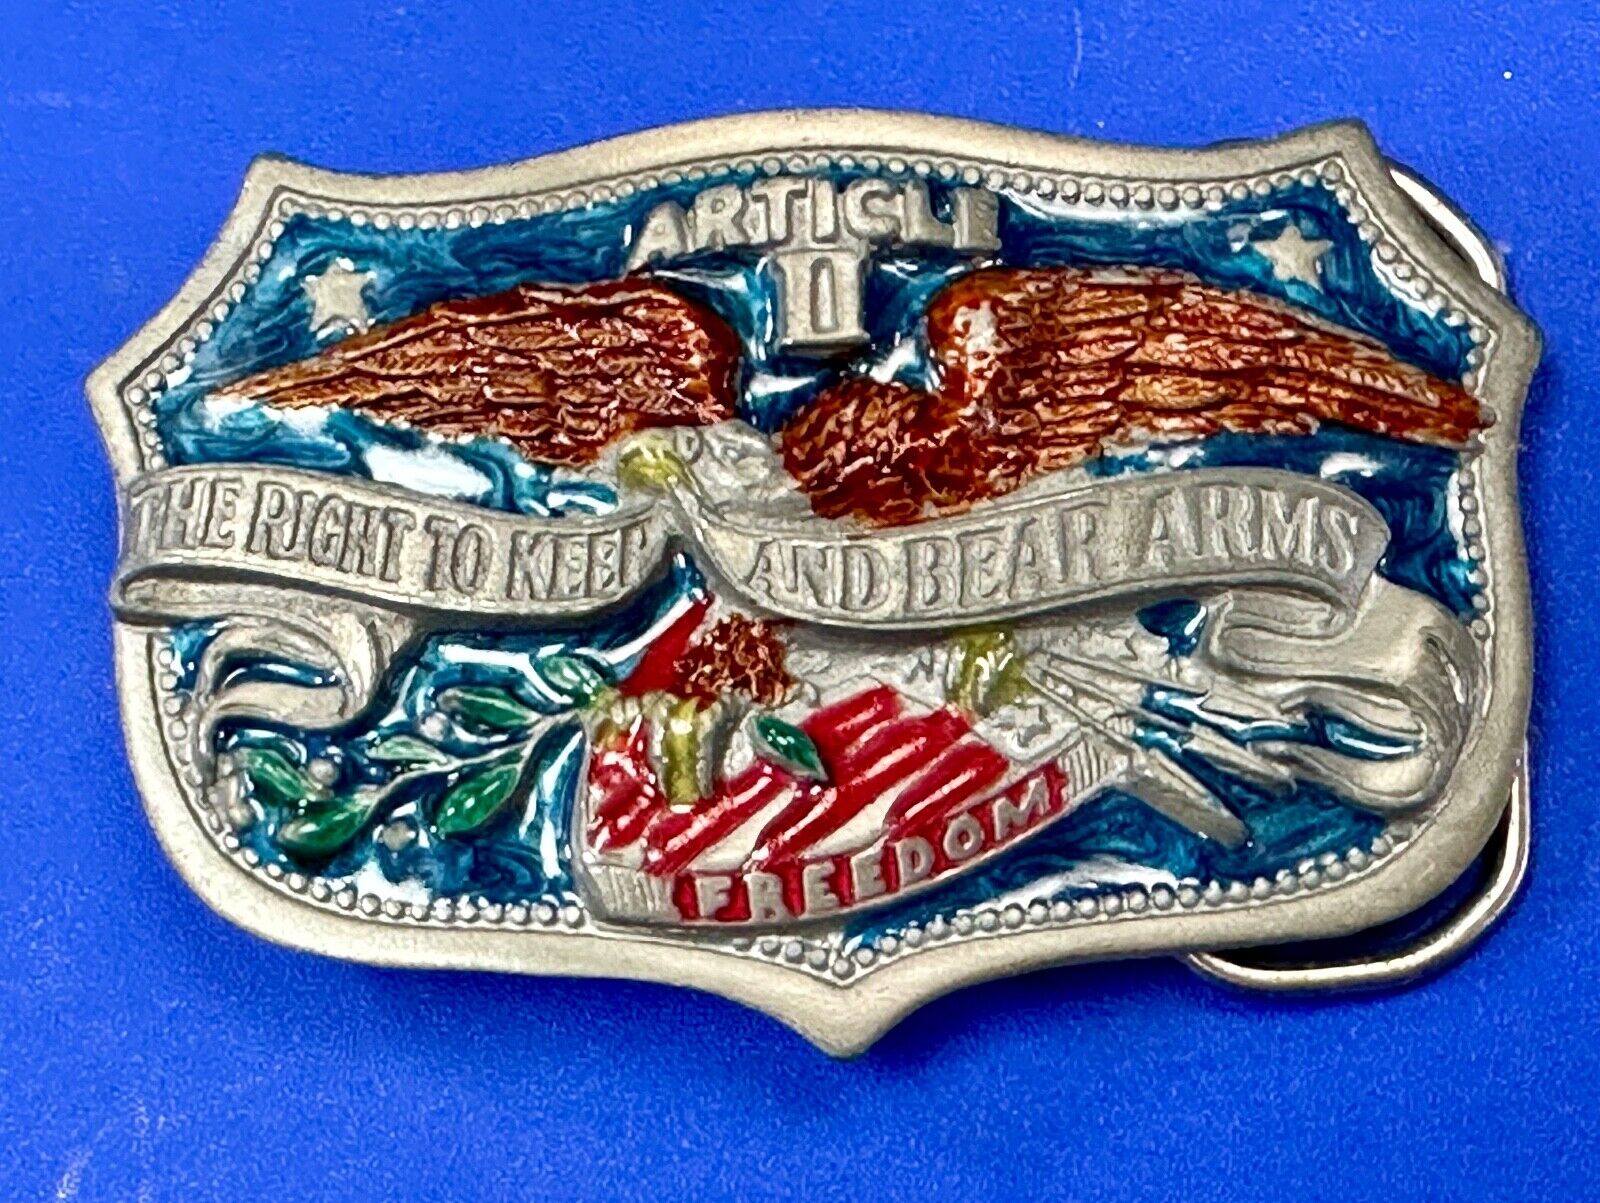 ARTICLE
II
THE RIGHT TO KEEP AND BEAR ARMS
FREEDOM